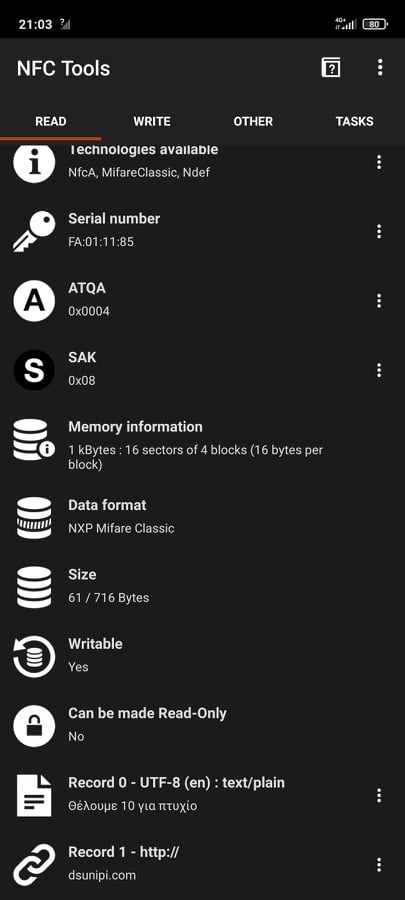 21:03
4G+
80
NFC Tools
READ
WRITE
OTHER
TASKS
Technologies available
NfcA, MifareClassic, Ndef
Serial number
FA:01:11:85
A
ATQA
0x0004
S
SAK
0x08
Memory information
1 kBytes : 16 sectors of 4 blocks (16 bytes per
block)
Data format
NXP Mifare Classic
Size
61 / 716 Bytes
Writable
Yes
Can be made Read-Only
No
Record 0 - UTF-8 (en) : text/plain
Θέλουμε 10 για πτυχίο
Record 1 - http://
dsunipi.com